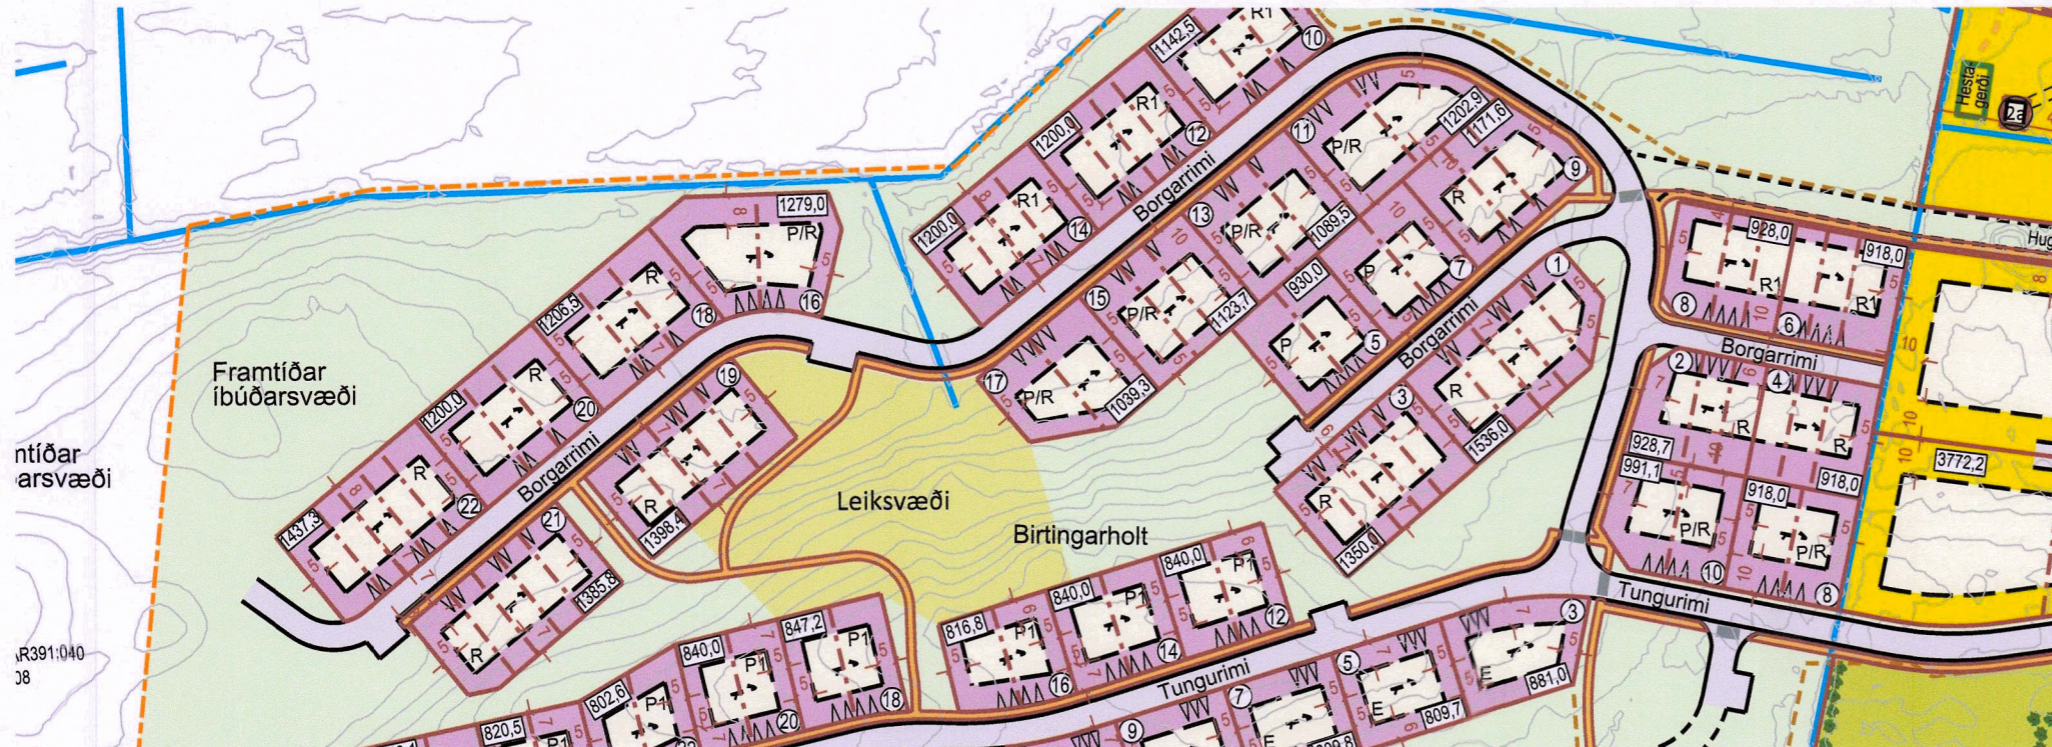 R1
1142,5
10
1200,0
R1
12
1200,0
R1
14
Borgarrimi
11
P/R
1202,9
1171,6
R
9
13
P/R
1089,5
P
7
930,0
P
5
15
P/R
1123,7
17
P/R
1039,3
Borgarrimi
1
R
1536,0
3
R
1350,0
Hesta-
gerði
2a
928,0
918,0
R1
R1
8
6
Borgarrimi
2
4
R
R
928,7
991,1
918,0
918,0
P/R
P/R
10
8
3772,2
Tungurimi
1279,0
P/R
16
1206,5
R
18
1200,0
R
20
1437,3
R
22
Borgarrimi
19
R
1398,4
21
R
1385,8
Framtíðar
íbúðarsvæði
Leiksvæði
Birtingarholt
816,8
P1
16
840,0
P1
14
840,0
P1
12
847,2
P1
18
840,0
P1
20
802,6
P1
820,5
P1
Tungurimi
3
E
881,0
5
E
809,7
7
E
9